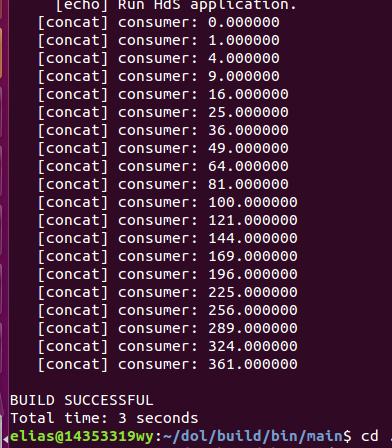 [echo] Run HdS application.
[concat] consumer: 0.000000
[concat] consumer: 1.000000
[concat] consumer: 4.000000
[concat] consumer: 9.000000
[concat] consumer: 16.000000
[concat] consumer: 25.000000
[concat] consumer: 36.000000
[concat] consumer: 49.000000
[concat] consumer: 64.000000
[concat] consumer: 81.000000
[concat] consumer: 100.000000
[concat] consumer: 121.000000
[concat] consumer: 144.000000
[concat] consumer: 169.000000
[concat] consumer: 196.000000
[concat] consumer: 225.000000
[concat] consumer: 256.000000
[concat] consumer: 289.000000
[concat] consumer: 324.000000
[concat] consumer: 361.000000
BUILD SUCCESSFUL
Total time: 3 seconds
elias@14353319wy:~/dol/build/bin/main$ cd .